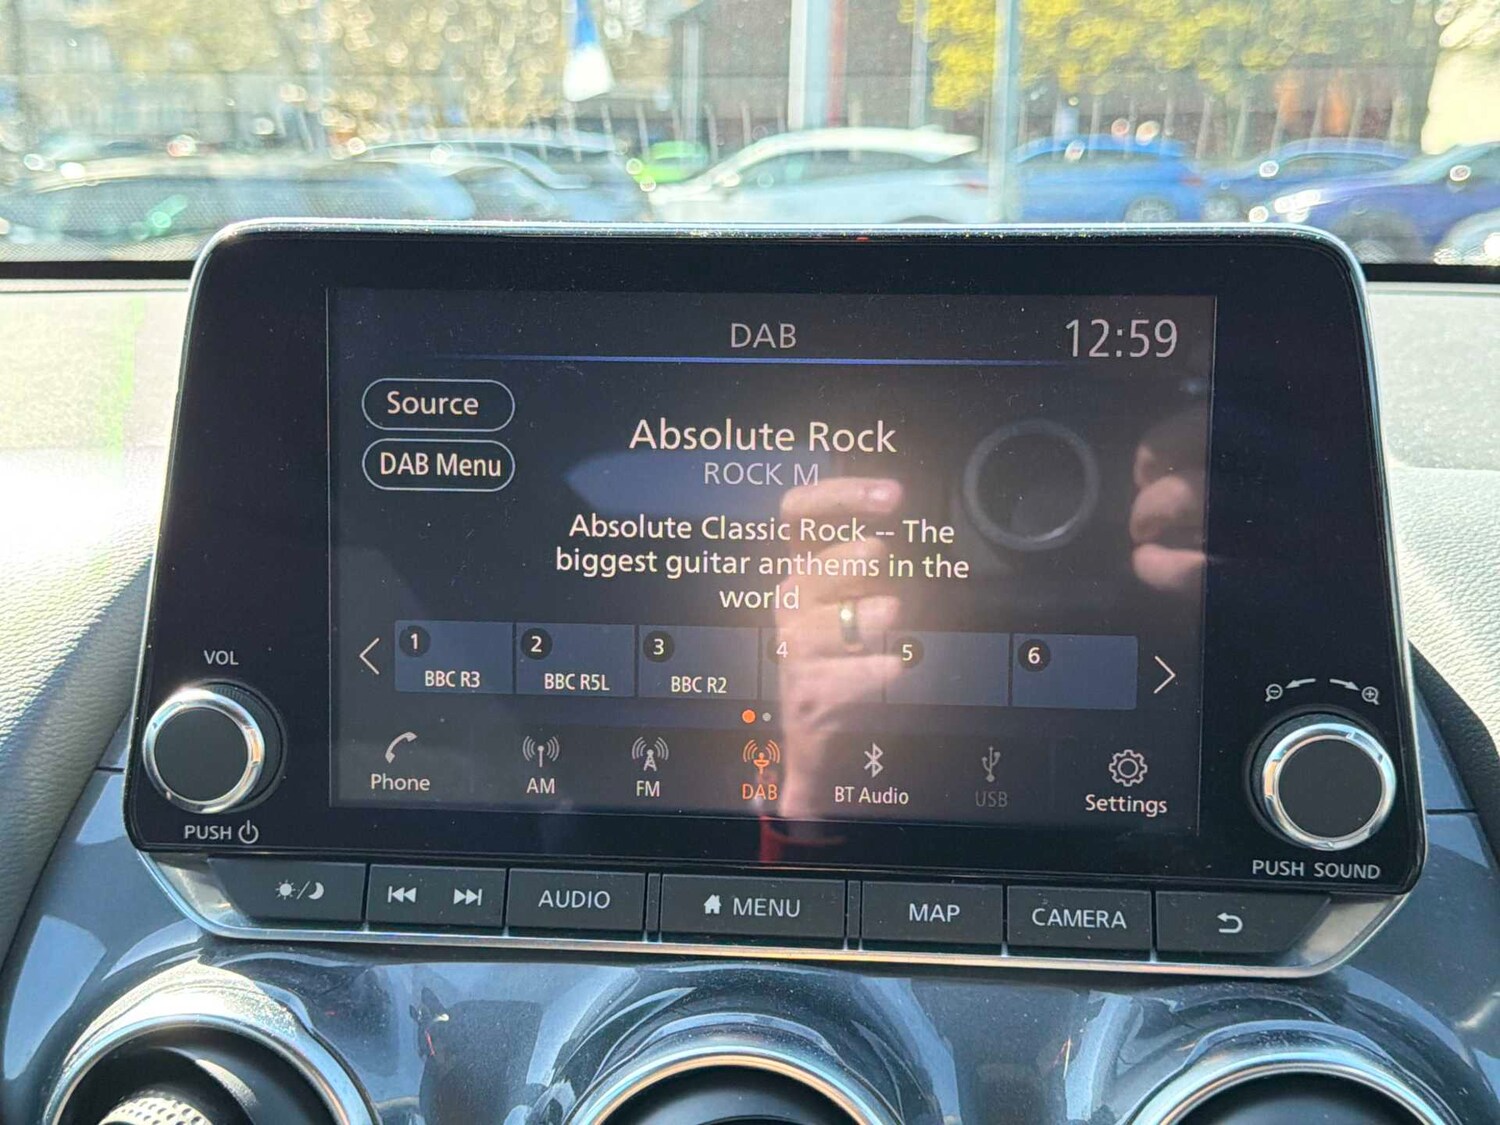 DAB
12:59
Source
DAB Menu
Absolute Rock
ROCK M
Absolute Classic Rock -- The
biggest guitar anthems in the
world
1
BBC R3
2
BBC R5L
3
BBC R2
4
5
6
Phone
AM
FM
DAB
BT Audio
USB
Settings
VOL
PUSH
PUSH SOUND
AUDIO
MENU
MAP
CAMERA